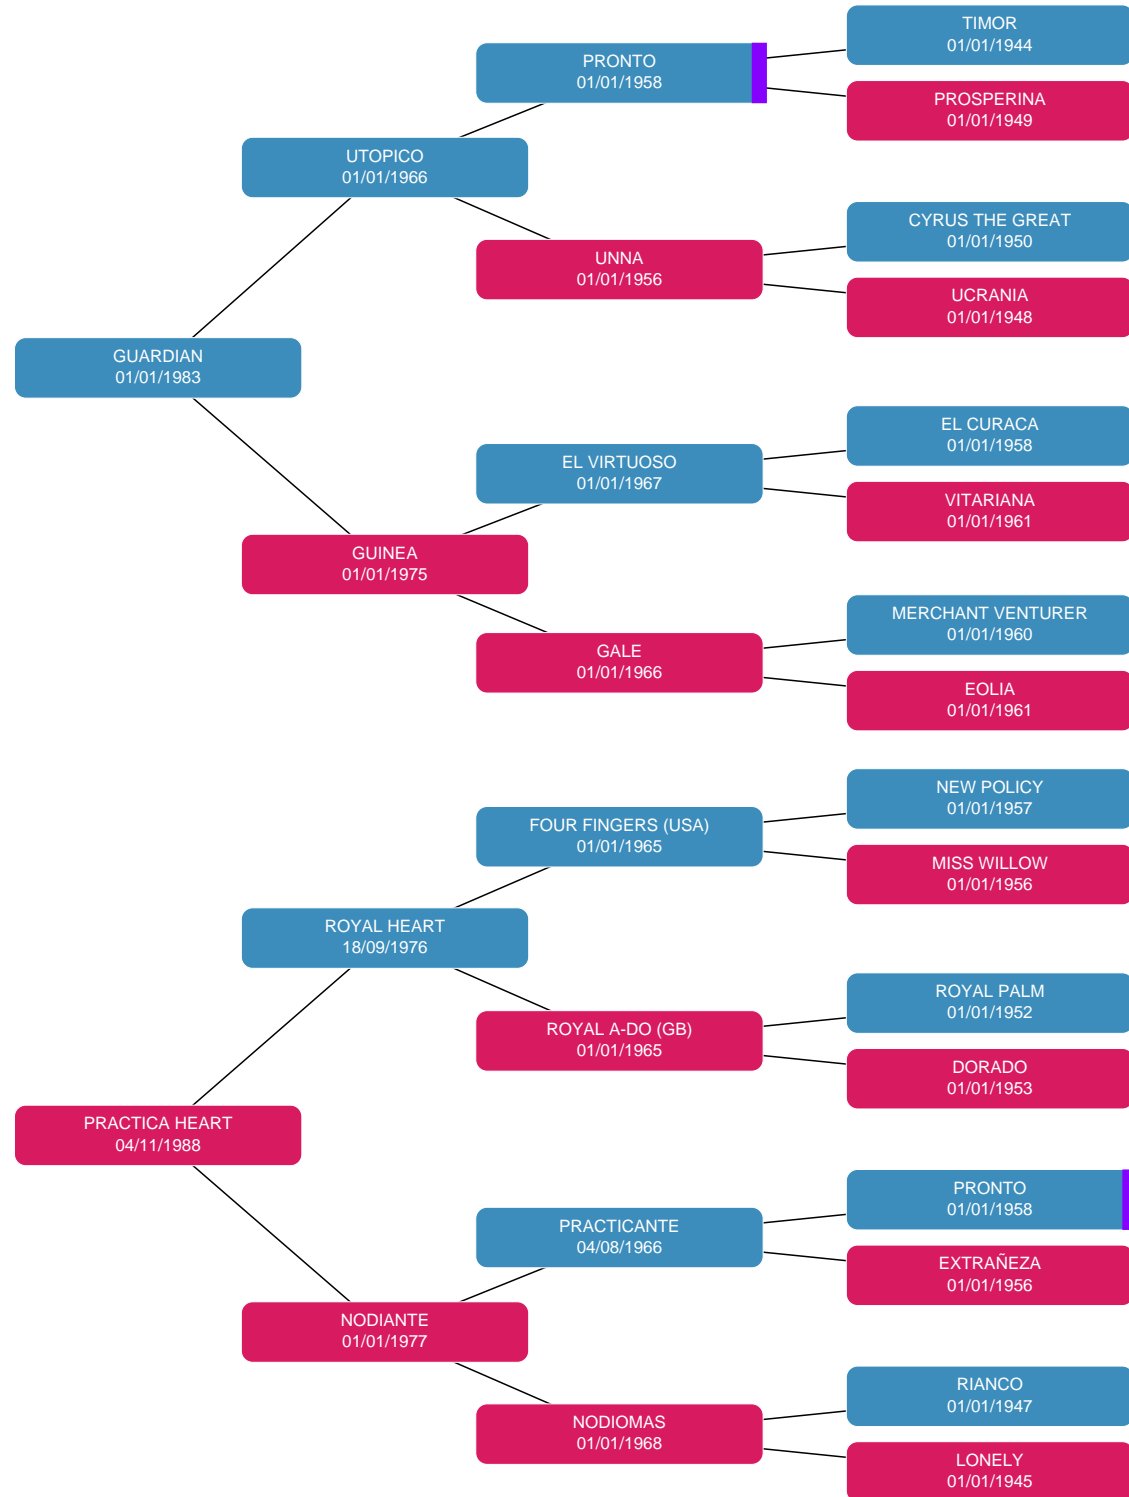 TIMOR
01/01/1944
PRONTO
01/01/1958
PROSPERINA
01/01/1949
UTOPICO
01/01/1966
CYRUS THE GREAT
01/01/1950
UNNA
01/01/1956
UCRANIA
01/01/1948
GUARDIAN
01/01/1983
EL CURACA
01/01/1958
EL VIRTUOSO
01/01/1967
VITARIANA
01/01/1961
GUINEA
01/01/1975
MERCHANT VENTURER
01/01/1960
GALE
01/01/1966
EOLIA
01/01/1961
NEW POLICY
01/01/1957
FOUR FINGERS (USA)
01/01/1965
MISS WILLOW
01/01/1956
ROYAL HEART
18/09/1976
ROYAL PALM
01/01/1952
ROYAL A-DO (GB)
01/01/1965
DORADO
01/01/1953
PRACTICA HEART
04/11/1988
PRONTO
01/01/1958
PRACTICANTE
04/08/1966
EXTRAÑEZA
01/01/1956
NODIANTE
01/01/1977
RIANCO
01/01/1947
NODIOMAS
01/01/1968
LONELY
01/01/1945